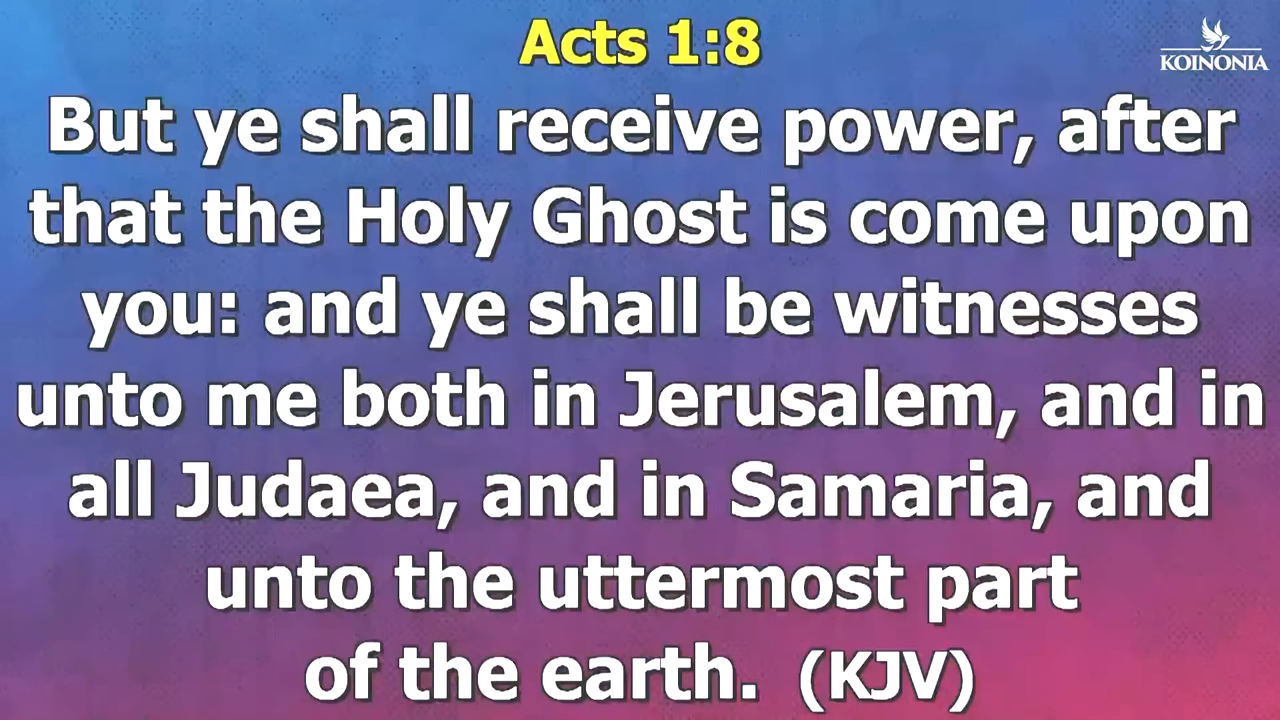 Acts 1:8
KOINONIA
But ye shall receive power, after
that the Holy Ghost is come upon
you: and ye shall be witnesses
unto me both in Jerusalem, and in
all Judaea, and in Samaria, and
unto the uttermost part
of the earth. (KJV)